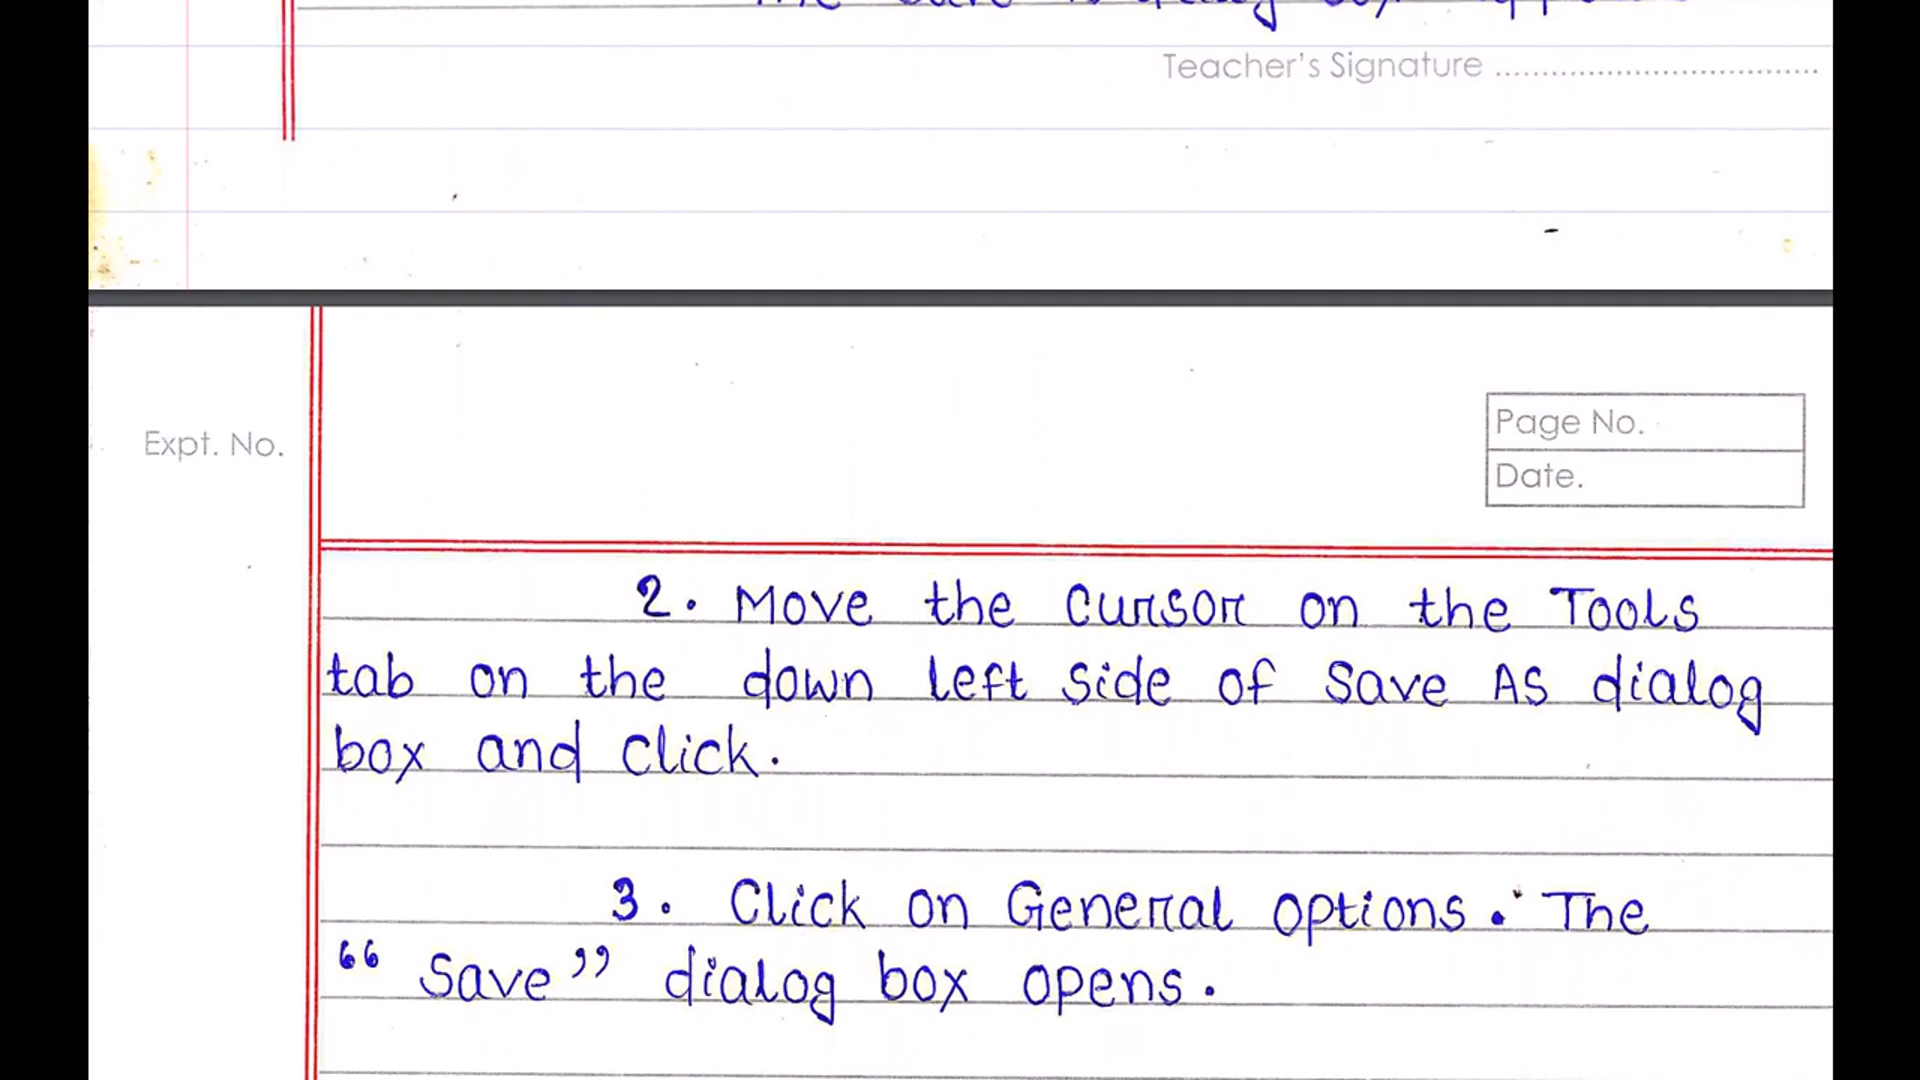 Teacher's Signature ....................................
Expt. No.
Page No.
Date.
2. Move the cursor on the Tools
tab on the down left side of Save As dialog
box and click.
3. Click on General options. The
“ Save” dialog box opens.